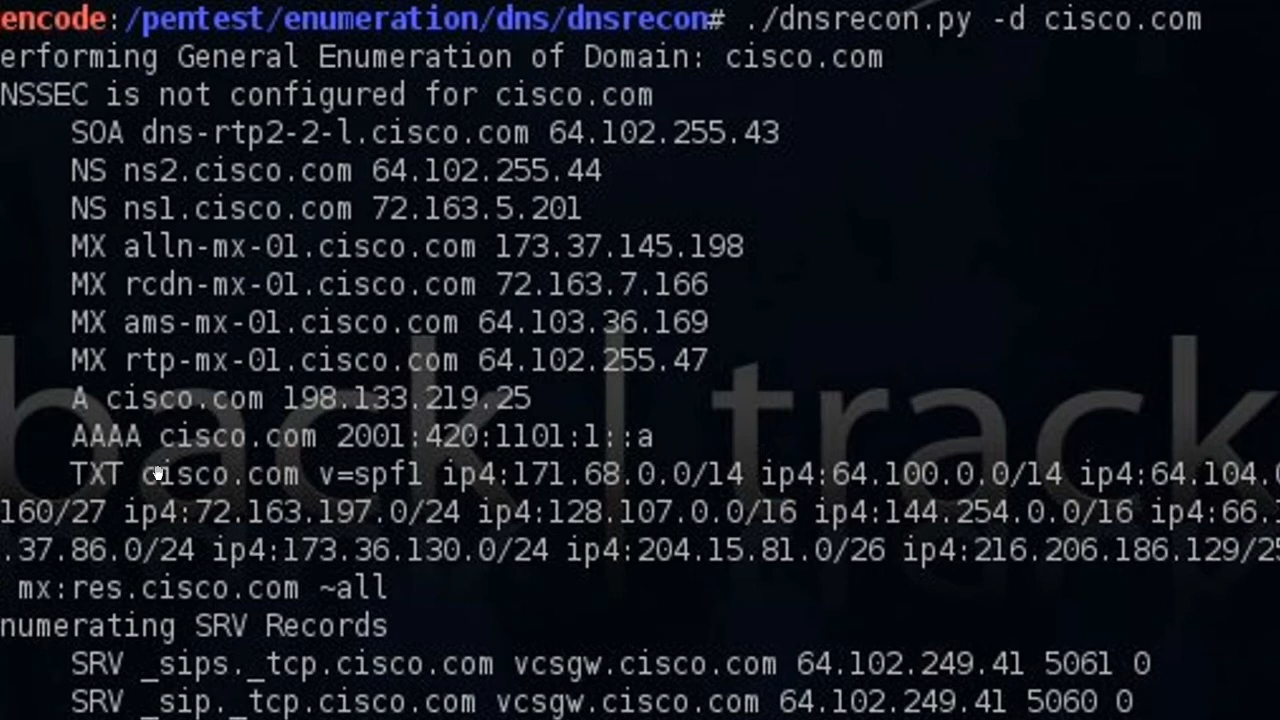 encode:/pentest/enumeration/dns/dnsrecon# ./dnsrecon.py -d cisco.com
erforming General Enumeration of Domain: cisco.com
NSSEC is not configured for cisco.com
SOA dns-rtp2-2-l.cisco.com 64.102.255.43
NS ns2.cisco.com 64.102.255.44
NS ns1.cisco.com 72.163.5.201
MX alln-mx-01.cisco.com 173.37.145.198
MX rcdn-mx-01.cisco.com 72.163.7.166
MX ams-mx-01.cisco.com 64.103.36.169
MX rtp-mx-01.cisco.com 64.102.255.47
A cisco.com 198.133.219.25
AAAA cisco.com 2001:420:1101:1::a
TXT cisco.com v=spf1 ip4:171.68.0.0/14 ip4:64.100.0.0/14 ip4:64.104.0
160/27 ip4:72.163.197.0/24 ip4:128.107.0.0/16 ip4:144.254.0.0/16 ip4:66.
.37.86.0/24 ip4:173.36.130.0/24 ip4:204.15.81.0/26 ip4:216.206.186.129/25
mx:res.cisco.com ~all
numerating SRV Records
SRV _sips._tcp.cisco.com vcsgw.cisco.com 64.102.249.41 5061 0
SRV _sip._tcp.cisco.com vcsgw.cisco.com 64.102.249.41 5060 0
back | track